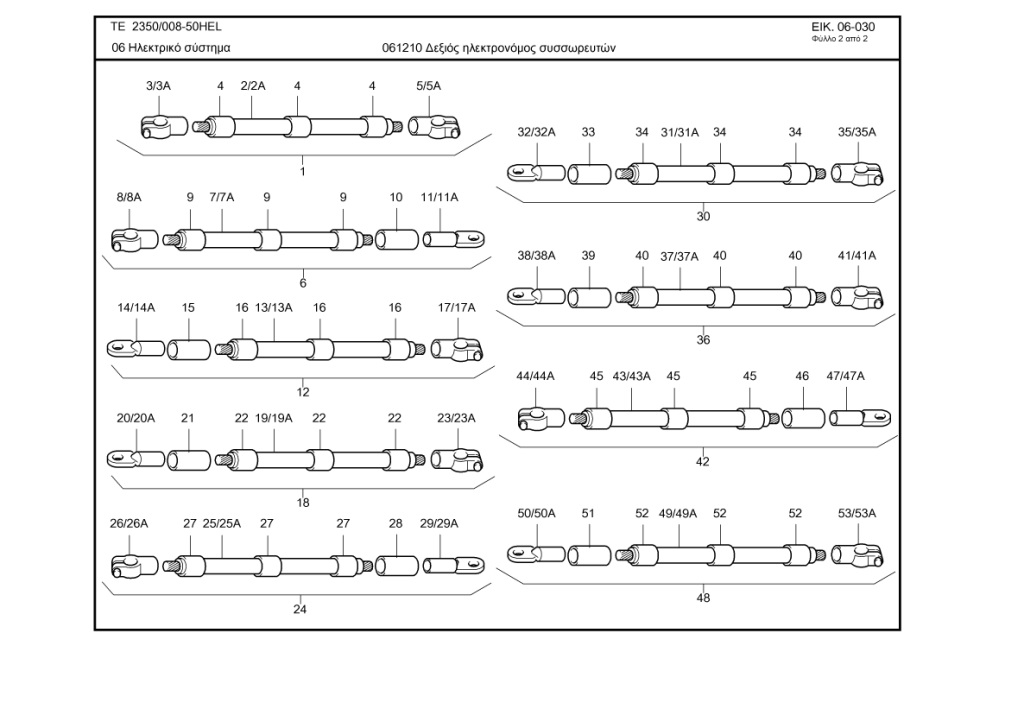 ΤΕ 2350/008-50HEL
ΕΙΚ. 06-030
Φύλλο 2 από 2
06 Ηλεκτρικό σύστημα
061210 Δεξιός ηλεκτρονόμος συσσωρευτών
3/3A 4 2/2A 4 4 5/5A
1
8/8A 9 7/7A 9 9 10 11/11A
6
14/14A 15 16 13/13A 16 16 17/17A
12
20/20A 21 22 19/19A 22 22 23/23A
18
26/26A 27 25/25A 27 27 28 29/29A
24
32/32A 33 34 31/31A 34 34 35/35A
30
38/38A 39 40 37/37A 40 40 41/41A
36
44/44A 45 43/43A 45 45 46 47/47A
42
50/50A 51 52 49/49A 52 52 53/53A
48